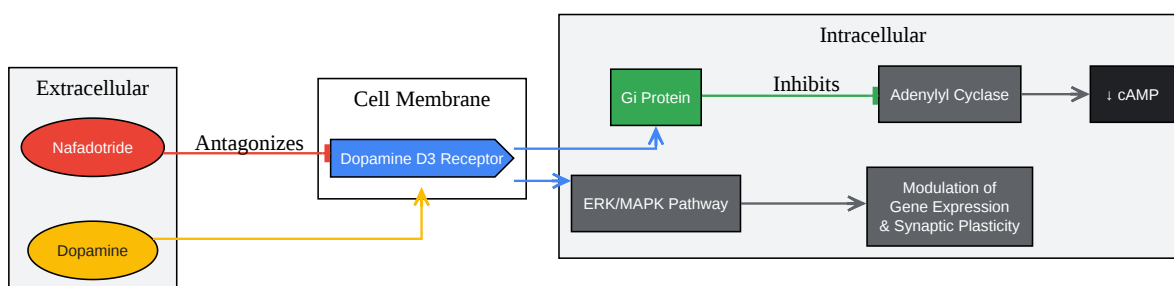 Extracellular
Nafadotride
Dopamine
Antagonizes
Cell Membrane
Dopamine D3 Receptor
Intracellular
Gi Protein
Inhibits
Adenylyl Cyclase
↓ cAMP
ERK/MAPK Pathway
Modulation of
Gene Expression
& Synaptic Plasticity